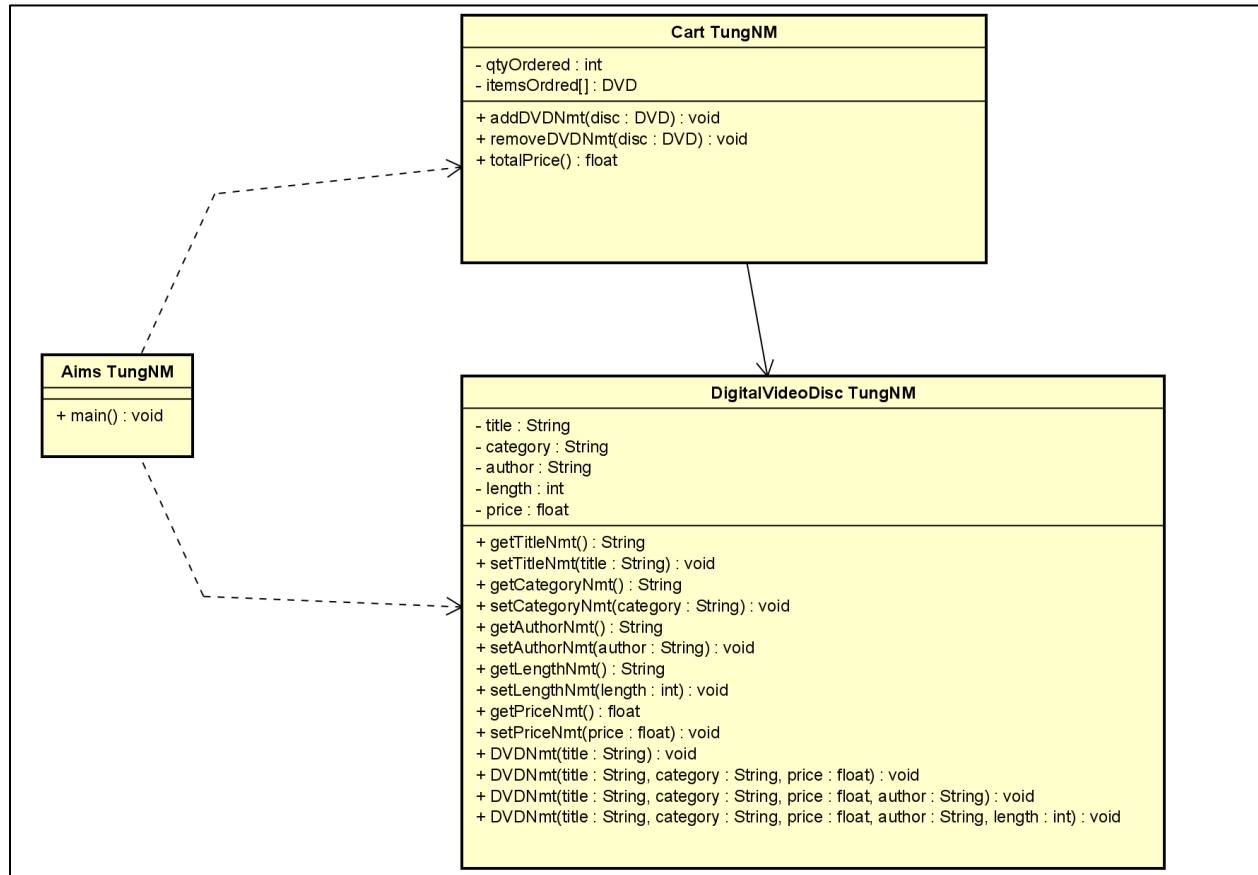 Cart TungNM
- qtyOrdered : int
- itemsOrdred[] : DVD
+ addDVDNmt(disc : DVD) : void
+ removeDVDNmt(disc : DVD) : void
+ totalPrice() : float
Aims TungNM
+ main() : void
DigitalVideoDisc TungNM
- title : String
- category : String
- author : String
- length : int
- price : float
+ getTitleNmt() : String
+ setTitleNmt(title : String) : void
+ getCategoryNmt() : String
+ setCategoryNmt(category : String) : void
+ getAuthorNmt() : String
+ setAuthorNmt(author : String) : void
+ getLengthNmt() : String
+ setLengthNmt(length : int) : void
+ getPriceNmt() : float
+ setPriceNmt(price : float) : void
+ DVDNmt(title : String) : void
+ DVDNmt(title : String, category : String, price : float) : void
+ DVDNmt(title : String, category : String, price : float, author : String) : void
+ DVDNmt(title : String, category : String, price : float, author : String, length : int) : void